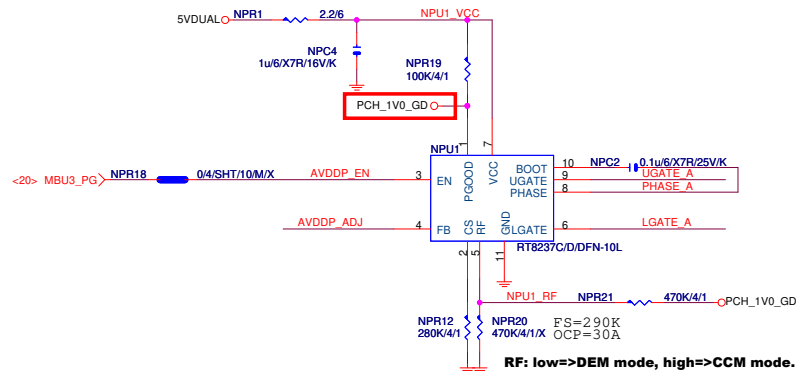 5VDUAL NPR1 2.2/6 NPU1_VCC
NPC4
1u/6/X7R/16V/K
NPR19
100K/4/1
PCH_1V0_GD
NPU1
1
7
<20> MBU3_PG NPR18 0/4/SHT/10/M/X AVDDP_EN 3 EN
PGOOD
VCC
BOOT 10 NPC2 0.1u/6/X7R/25V/K
UGATE 9 UGATE_A
PHASE 8 PHASE_A
AVDDP_ADJ 4 FB
CS
RF
GND
LGATE 6 LGATE_A
RT8237C/D/DFN-10L
2
5
11
NPU1_RF NPR21 470K/4/1 PCH_1V0_GD
NPR12
280K/4/1
NPR20
470K/4/1/X
FS=290K
OCP=30A
RF: low=>DEM mode, high=>CCM mode.